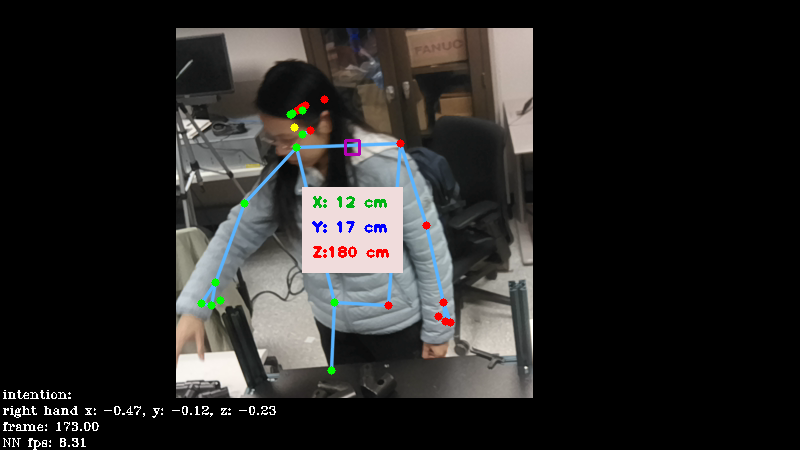 FANUC
X: 12 cm
Y: 17 cm
Z:180 cm
intention:
right hand x: -0.47, y: -0.12, z: -0.23
frame: 173.00
NN fps: 8.31